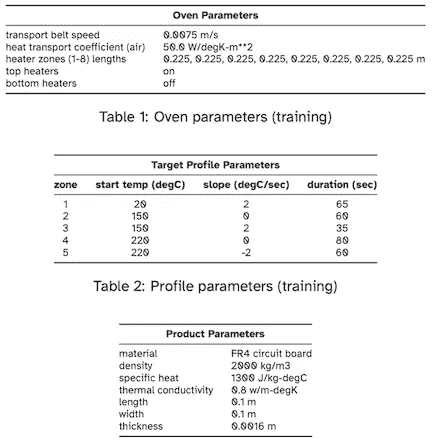 Oven Parameters
transport belt speed 0.0075 m/s
heat transport coefficient (air) 50.0 W/degK-m**2
heater zones (1-8) lengths 0.225, 0.225, 0.225, 0.225, 0.225, 0.225, 0.225, 0.225 m
top heaters on
bottom heaters off
Table 1: Oven parameters (training)
Target Profile Parameters
zone start temp (degC) slope (degC/sec) duration (sec)
1 20 2 65
2 150 0 60
3 150 2 35
4 220 0 80
5 220 -2 60
Table 2: Profile parameters (training)
Product Parameters
material FR4 circuit board
density 2000 kg/m3
specific heat 1300 J/kg-degC
thermal conductivity 0.8 w/m-degK
length 0.1 m
width 0.1 m
thickness 0.0016 m